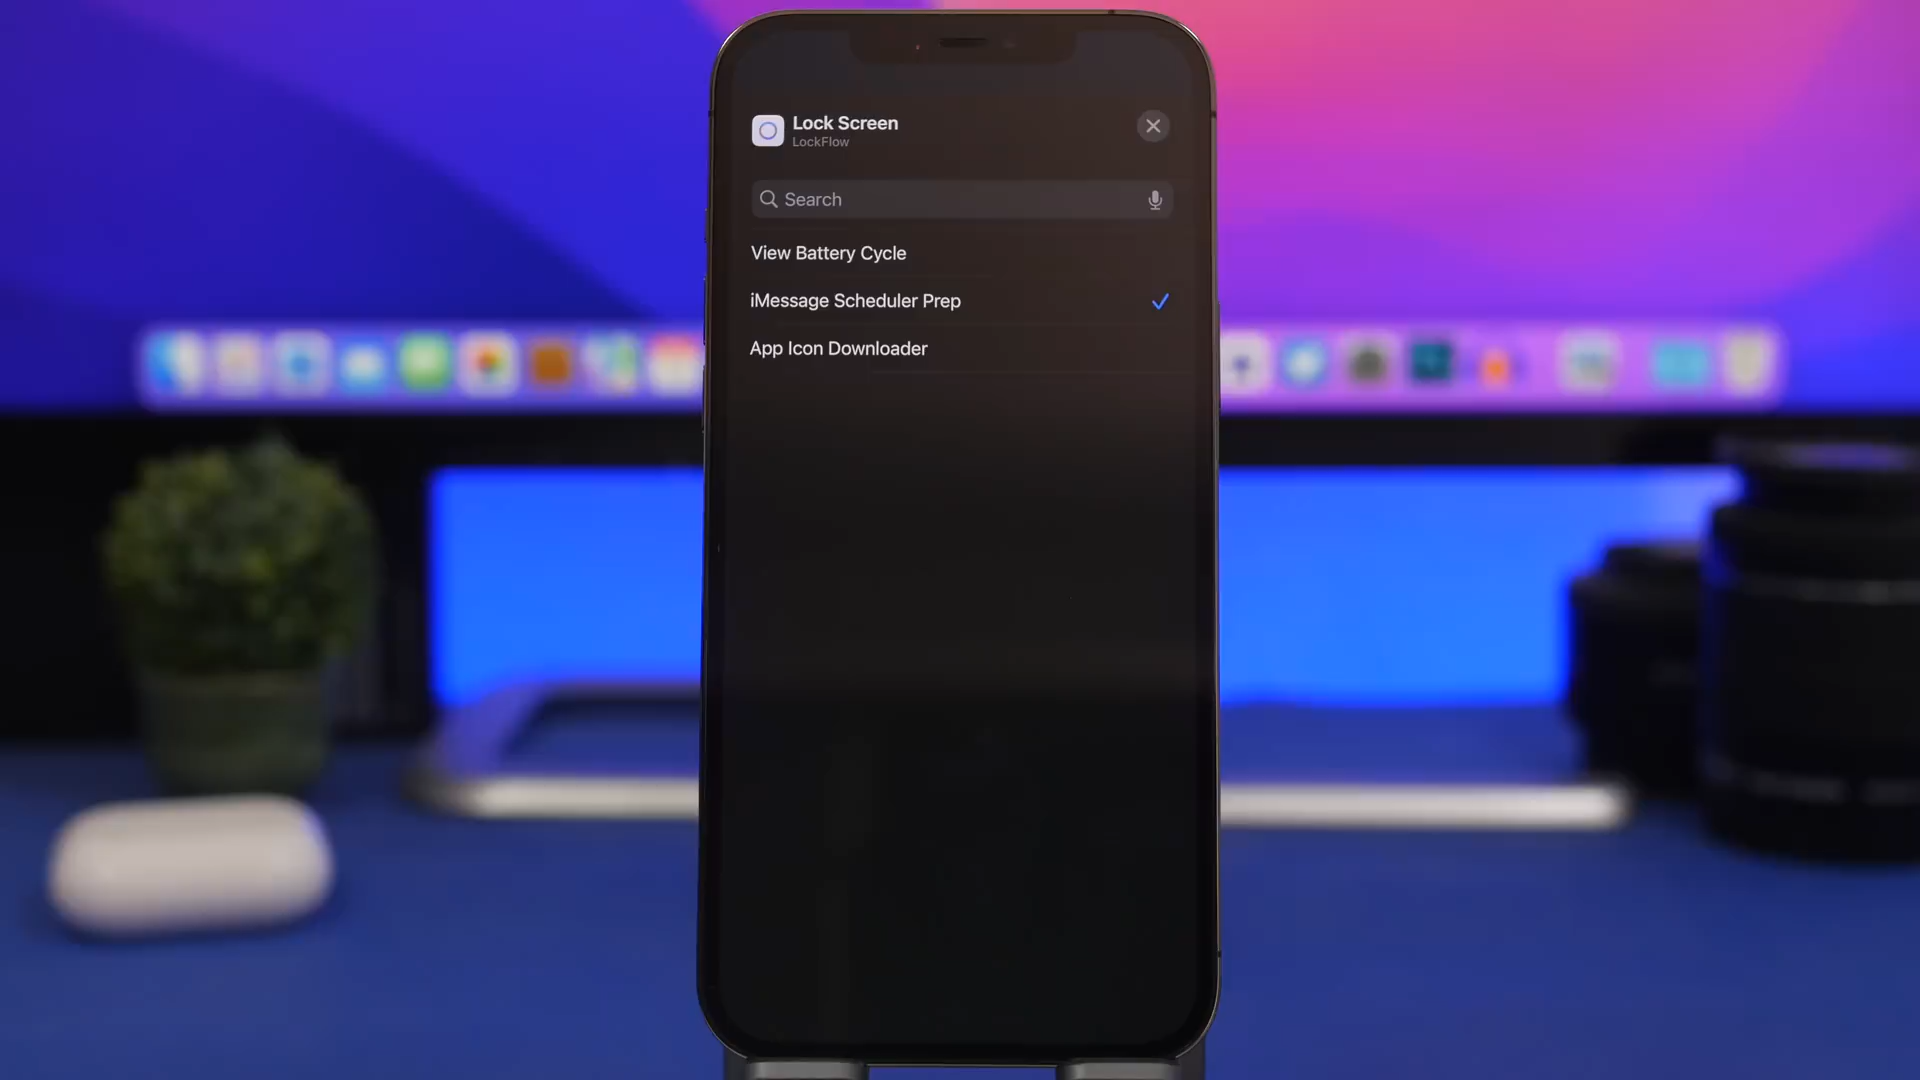 Lock Screen
LockFlow
Search
View Battery Cycle
iMessage Scheduler Prep
App Icon Downloader